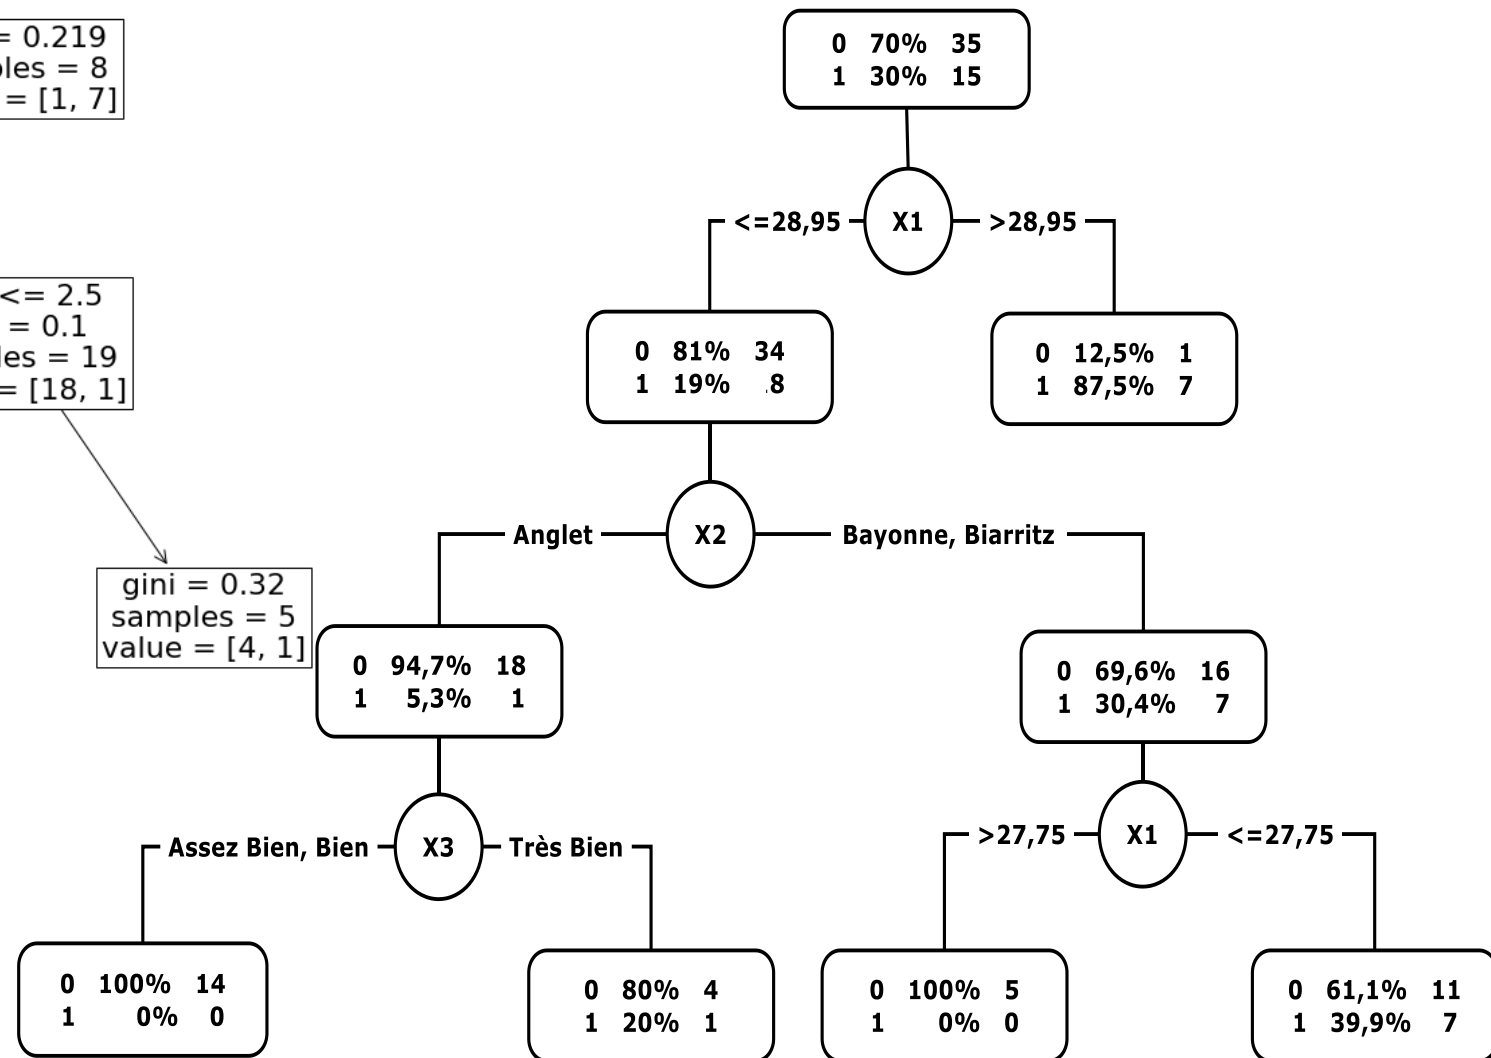 = 0.219
les = 8
= [1, 7]
<= 2.5
= 0.1
les = 19
= [18, 1]
gini = 0.32
samples = 5
value = [4, 1]
0 70% 35
1 30% 15
<=28,95 X1 >28,95
0 81% 34
1 19% 8
0 12,5% 1
1 87,5% 7
Anglet X2 Bayonne, Biarritz
0 94,7% 18
1 5,3% 1
0 69,6% 16
1 30,4% 7
Assez Bien, Bien X3 Très Bien
>27,75 X1 <=27,75
0 100% 14
1 0% 0
0 80% 4
1 20% 1
0 100% 5
1 0% 0
0 61,1% 11
1 39,9% 7